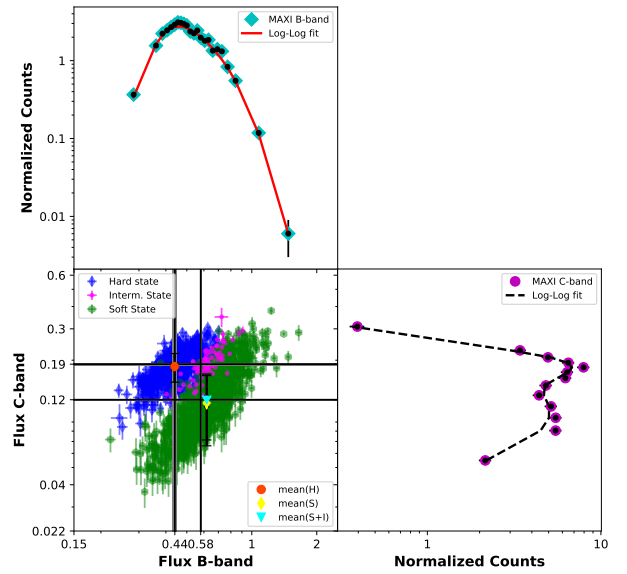 MAXI B-band
Log-Log fit
Normalized Counts
1
0.1
0.01
Hard state
Interm. State
Soft State
MAXI C-band
Log-Log fit
Flux C-band
0.6
0.3
0.19
0.12
0.04
0.022
mean(H)
mean(S)
mean(S+I)
0.15
0.44
0.58
1
2
1
10
Flux B-band
Normalized Counts